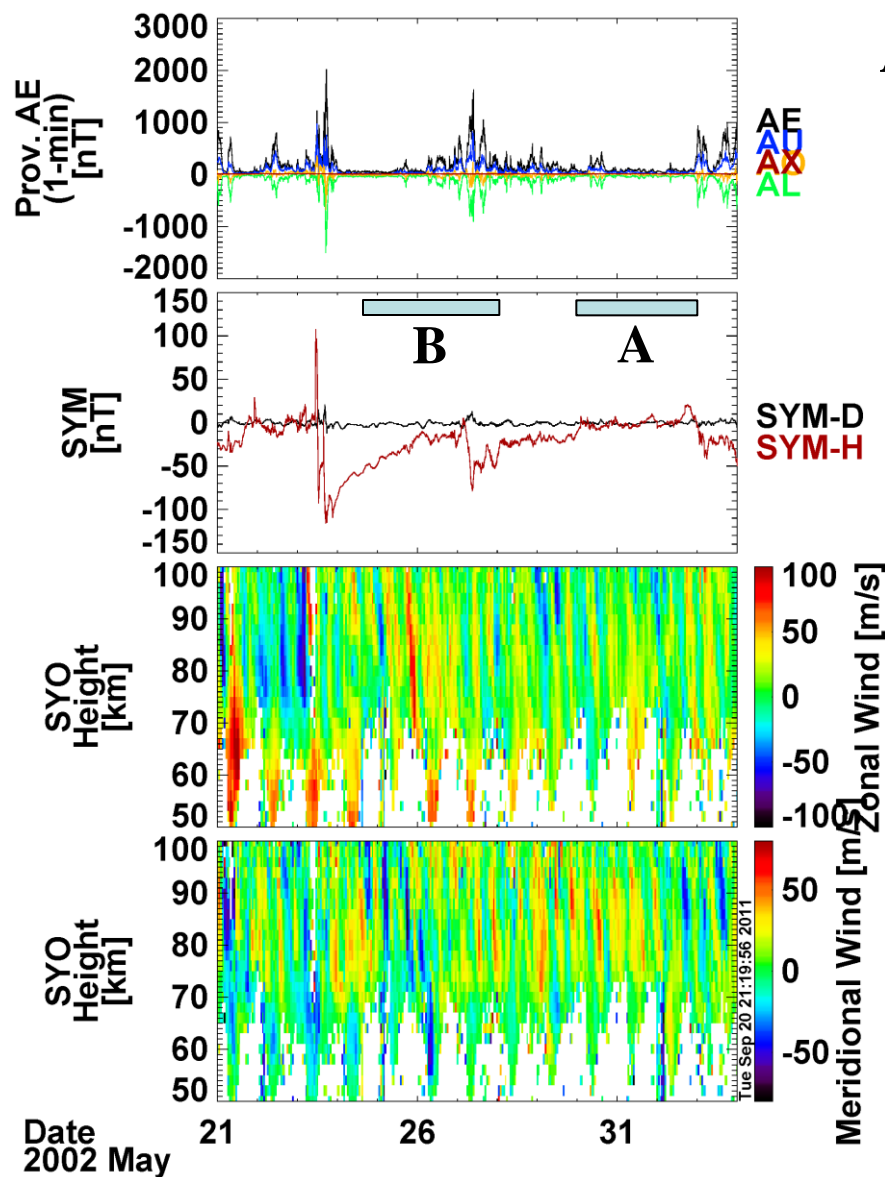 3000
2000
1000
0
-1000
-2000
Prov. AE
(1-min)
[nT]
AE
AU
AX
AO
AL
150
100
50
0
-50
-100
-150
SYM
[nT]
B
A
SYM-D
SYM-H
100
90
80
70
60
50
SYO
Height
[km]
100
50
0
-50
-100
Zonal Wind [m/s]
100
90
80
70
60
50
SYO
Height
[km]
50
0
-50
Meridional Wind [m/s]
Tue Sep 20 21:19:56 2011
Date
2002 May
21
26
31